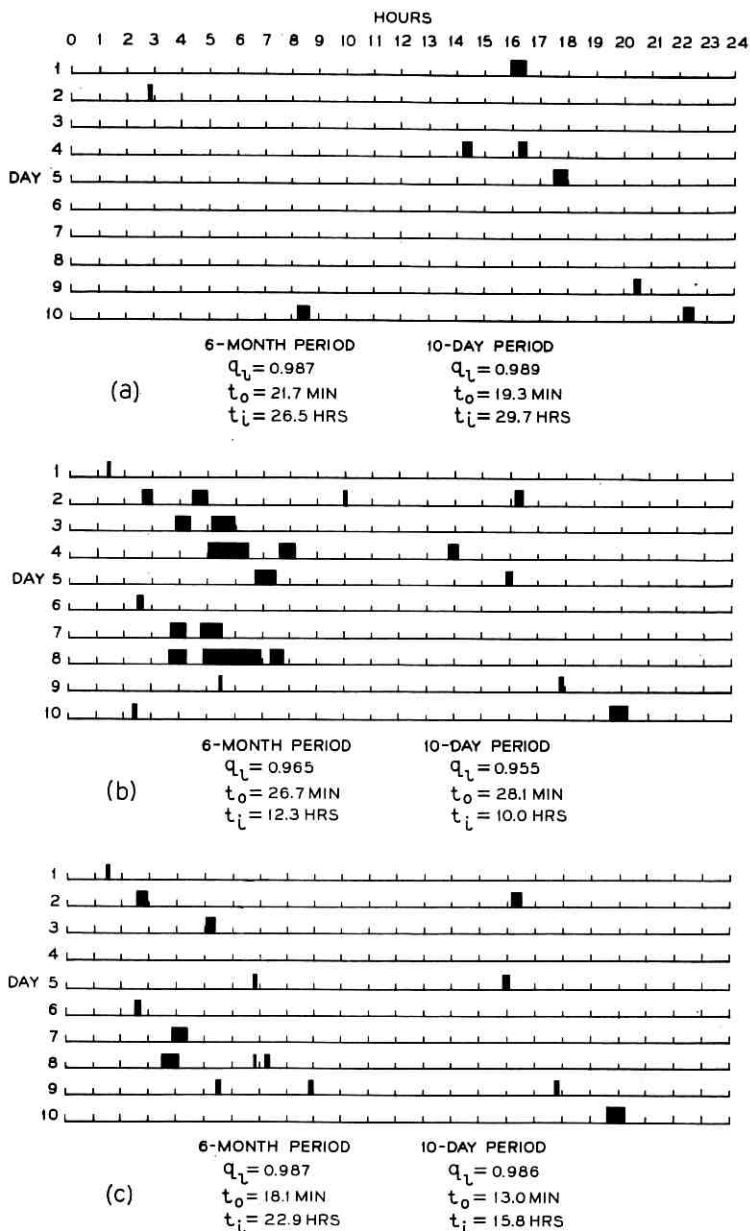 HOURS
0 1 2 3 4 5 6 7 8 9 10 11 12 13 14 15 16 17 18 19 20 21 22 23 24
1
2
3
4
DAY 5
6
7
8
9
10
6-MONTH PERIOD 10-DAY PERIOD
qι = 0.987 qι = 0.989
to = 21.7 MIN to = 19.3 MIN
ti = 26.5 HRS ti = 29.7 HRS
(a)
1
2
3
4
DAY 5
6
7
8
9
10
6-MONTH PERIOD 10-DAY PERIOD
qι = 0.965 qι = 0.955
to = 26.7 MIN to = 28.1 MIN
ti = 12.3 HRS ti = 10.0 HRS
(b)
1
2
3
4
DAY 5
6
7
8
9
10
6-MONTH PERIOD 10-DAY PERIOD
qι = 0.987 qι = 0.986
to = 18.1 MIN to = 13.0 MIN
ti = 22.9 HRS ti = 15.8 HRS
(c)